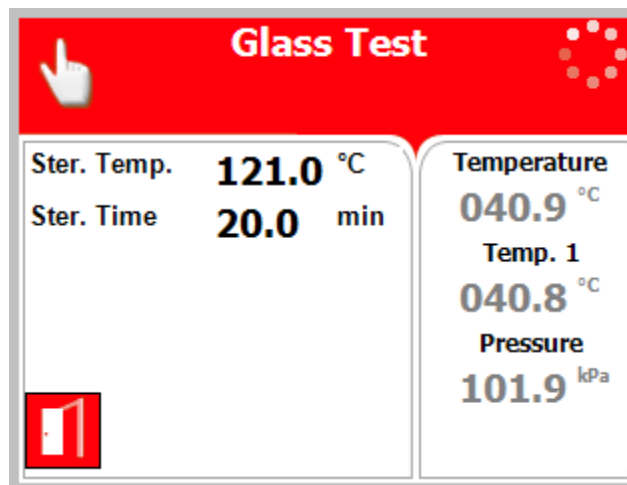 Glass Test
Ster. Temp. 121.0 °C
Ster. Time 20.0 min
Temperature
040.9 °C
Temp. 1
040.8 °C
Pressure
101.9 kPa